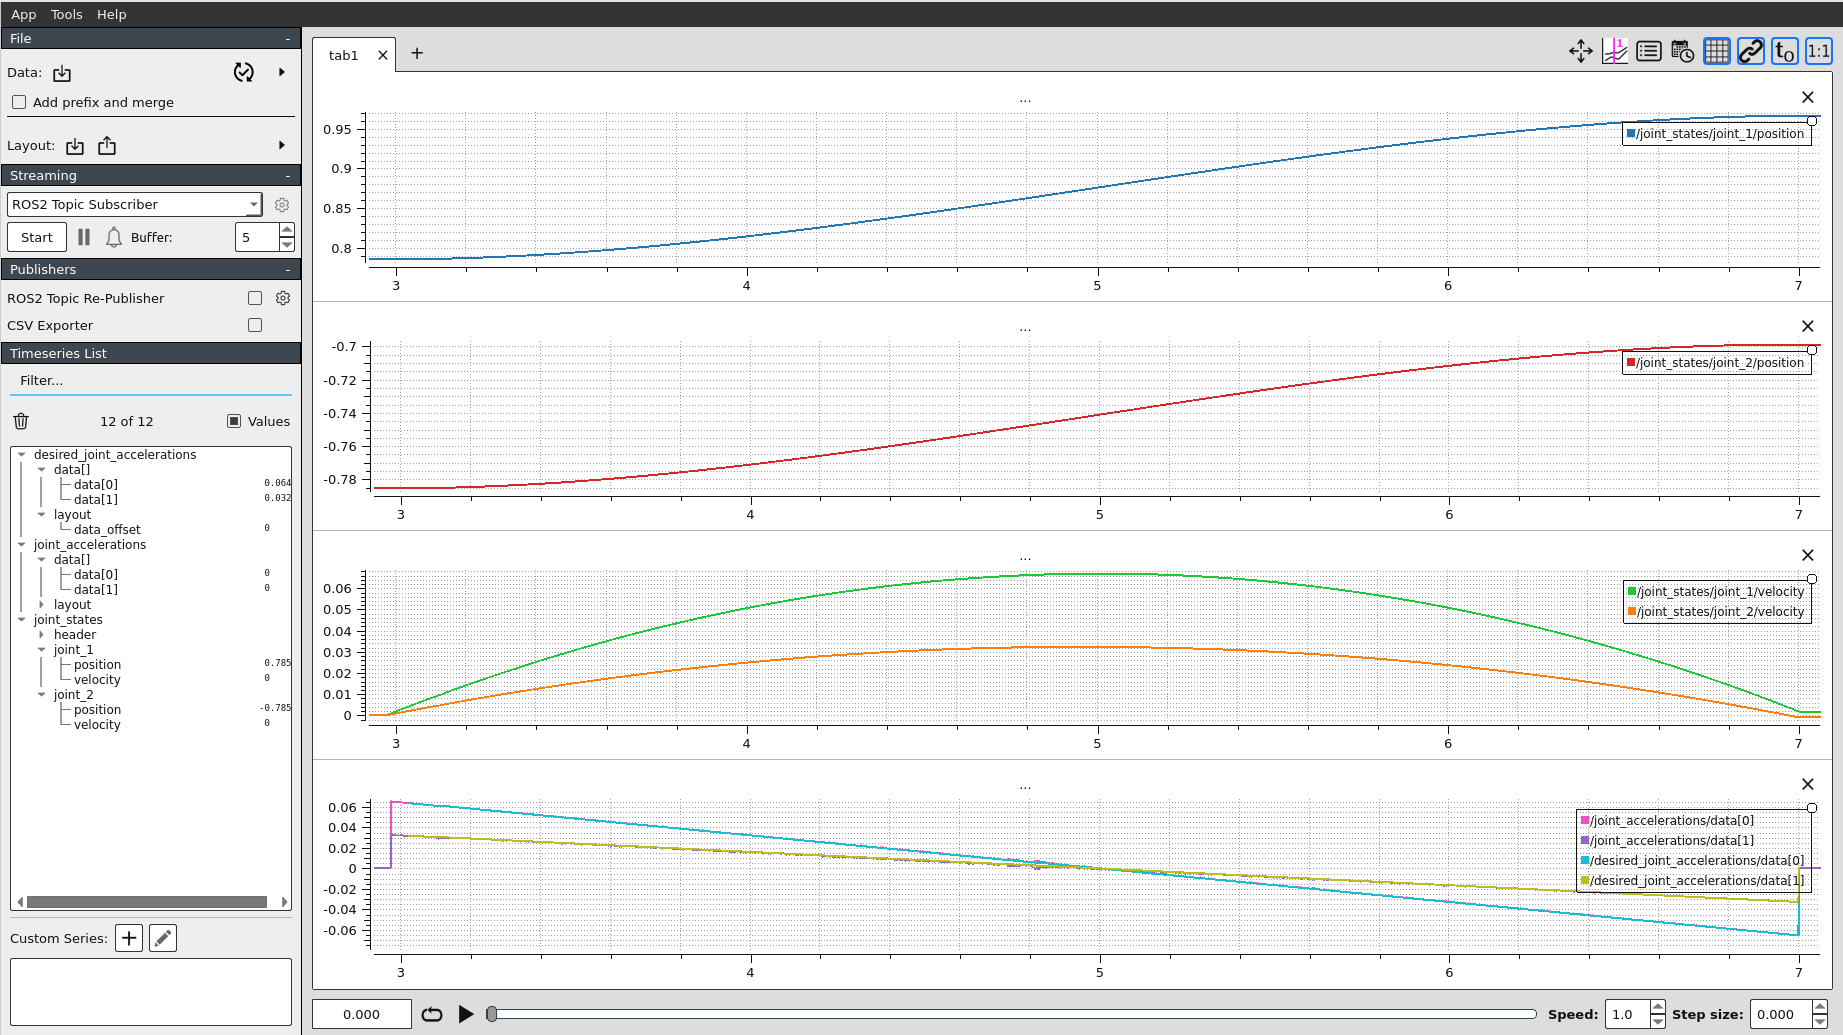 App Tools Help
File -
Data:
Add prefix and merge
Layout:
Streaming -
ROS2 Topic Subscriber
Start Buffer: 5
Publishers -
ROS2 Topic Re-Publisher
CSV Exporter
Timeseries List
Filter...
12 of 12 Values
desired_joint_accelerations
data[]
data[0] 0.064
data[1] 0.032
layout
data_offset 0
joint_accelerations
data[]
data[0] 0
data[1] 0
layout
joint_states
header
joint_1
position 0.785
velocity 0
joint_2
position -0.785
velocity 0
Custom Series:
tab1
1
t0
1:1
...
0.95
0.9
0.85
0.8
/joint_states/joint_1/position
3 4 5 6 7
...
-0.7
-0.72
-0.74
-0.76
-0.78
/joint_states/joint_2/position
3 4 5 6 7
...
0.06
0.05
0.04
0.03
0.02
0.01
0
/joint_states/joint_1/velocity
/joint_states/joint_2/velocity
3 4 5 6 7
...
0.06
0.04
0.02
0
-0.02
-0.04
-0.06
/joint_accelerations/data[0]
/joint_accelerations/data[1]
/desired_joint_accelerations/data[0]
/desired_joint_accelerations/data[1]
3 4 5 6 7
0.000 Speed: 1.0 Step size: 0.000